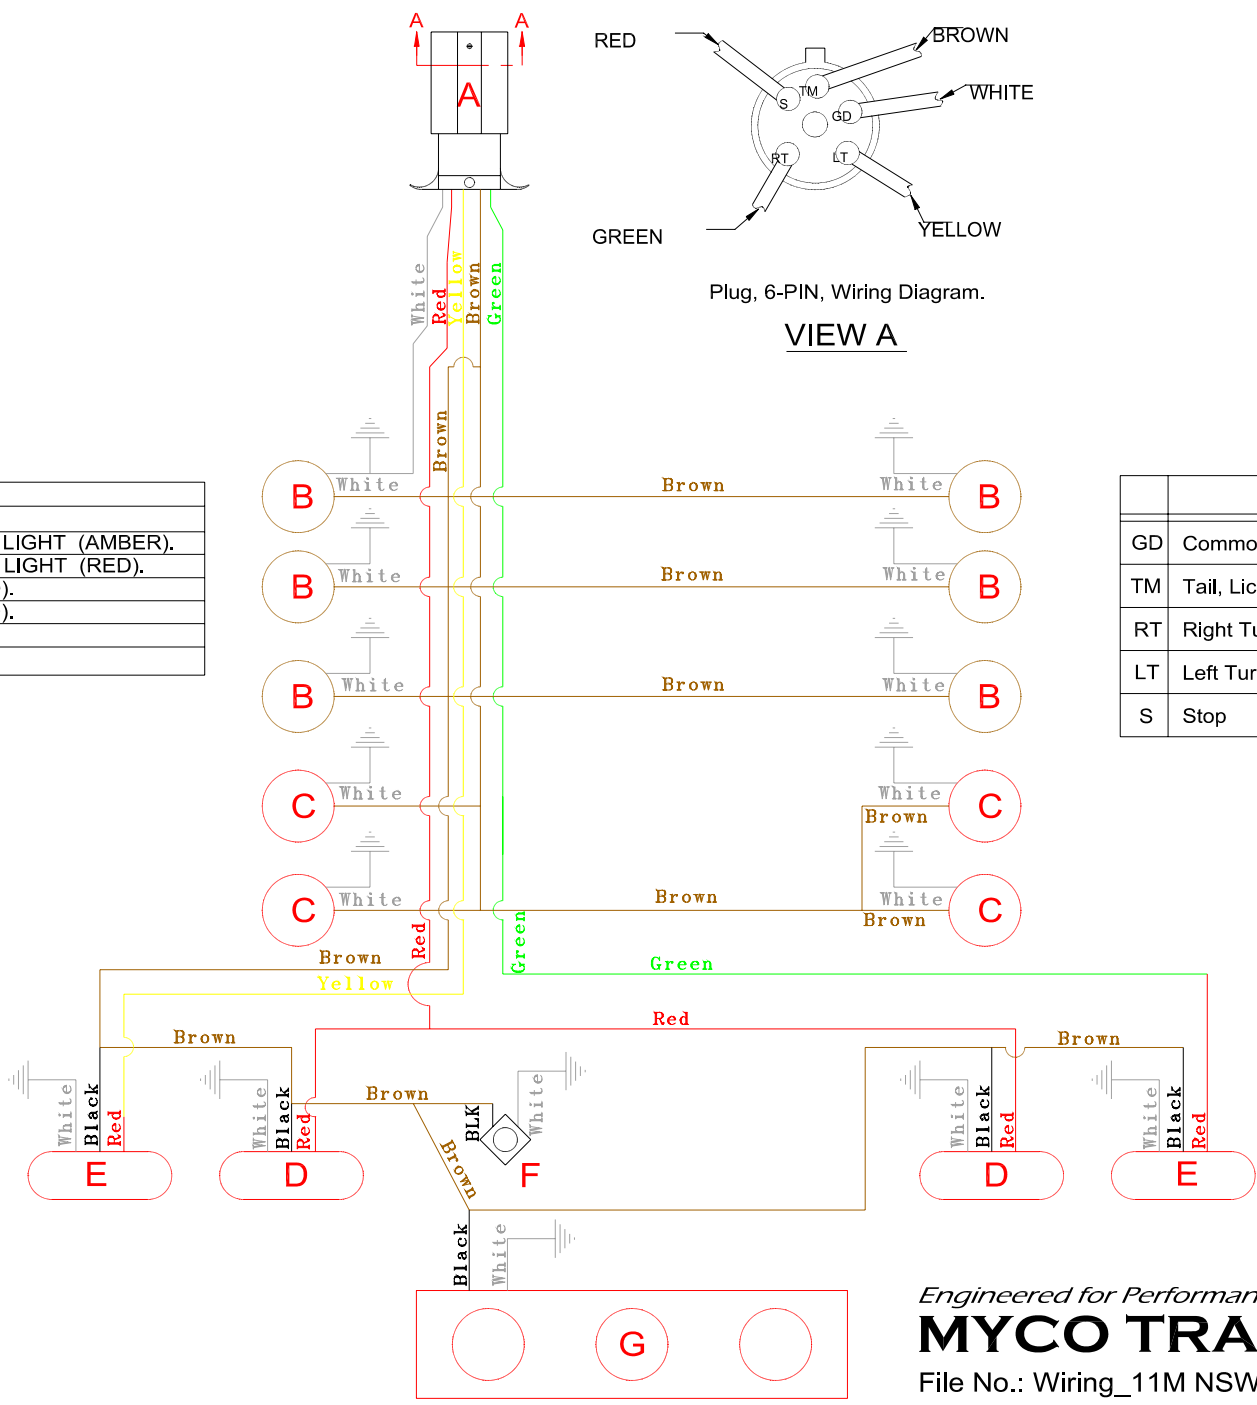 A A
A
RED
BROWN
WHITE
S TM GD RT LT
GREEN
YELLOW
Plug, 6-PIN, Wiring Diagram.
VIEW A
White
Red
Yellow
Brown
Green
Brown
B White Brown White B
B White Brown White B
B White Brown White B
C White White C
Brown
C White Brown White C
Brown
LIGHT (AMBER).
LIGHT (RED).
).
).
GD Commo
TM Tail, Lic
RT Right Tu
LT Left Tur
S Stop
Red
Green
Brown
Yellow
Green
Red
Brown
Brown
White
Black
Red
White
Black
Red
Brown
BLK
White
White
Black
Red
White
Black
Red
E
D
F
D
E
Brown
Black
White
G
Engineered for Performan
MYCO TRA
File No.: Wiring_11M NSW